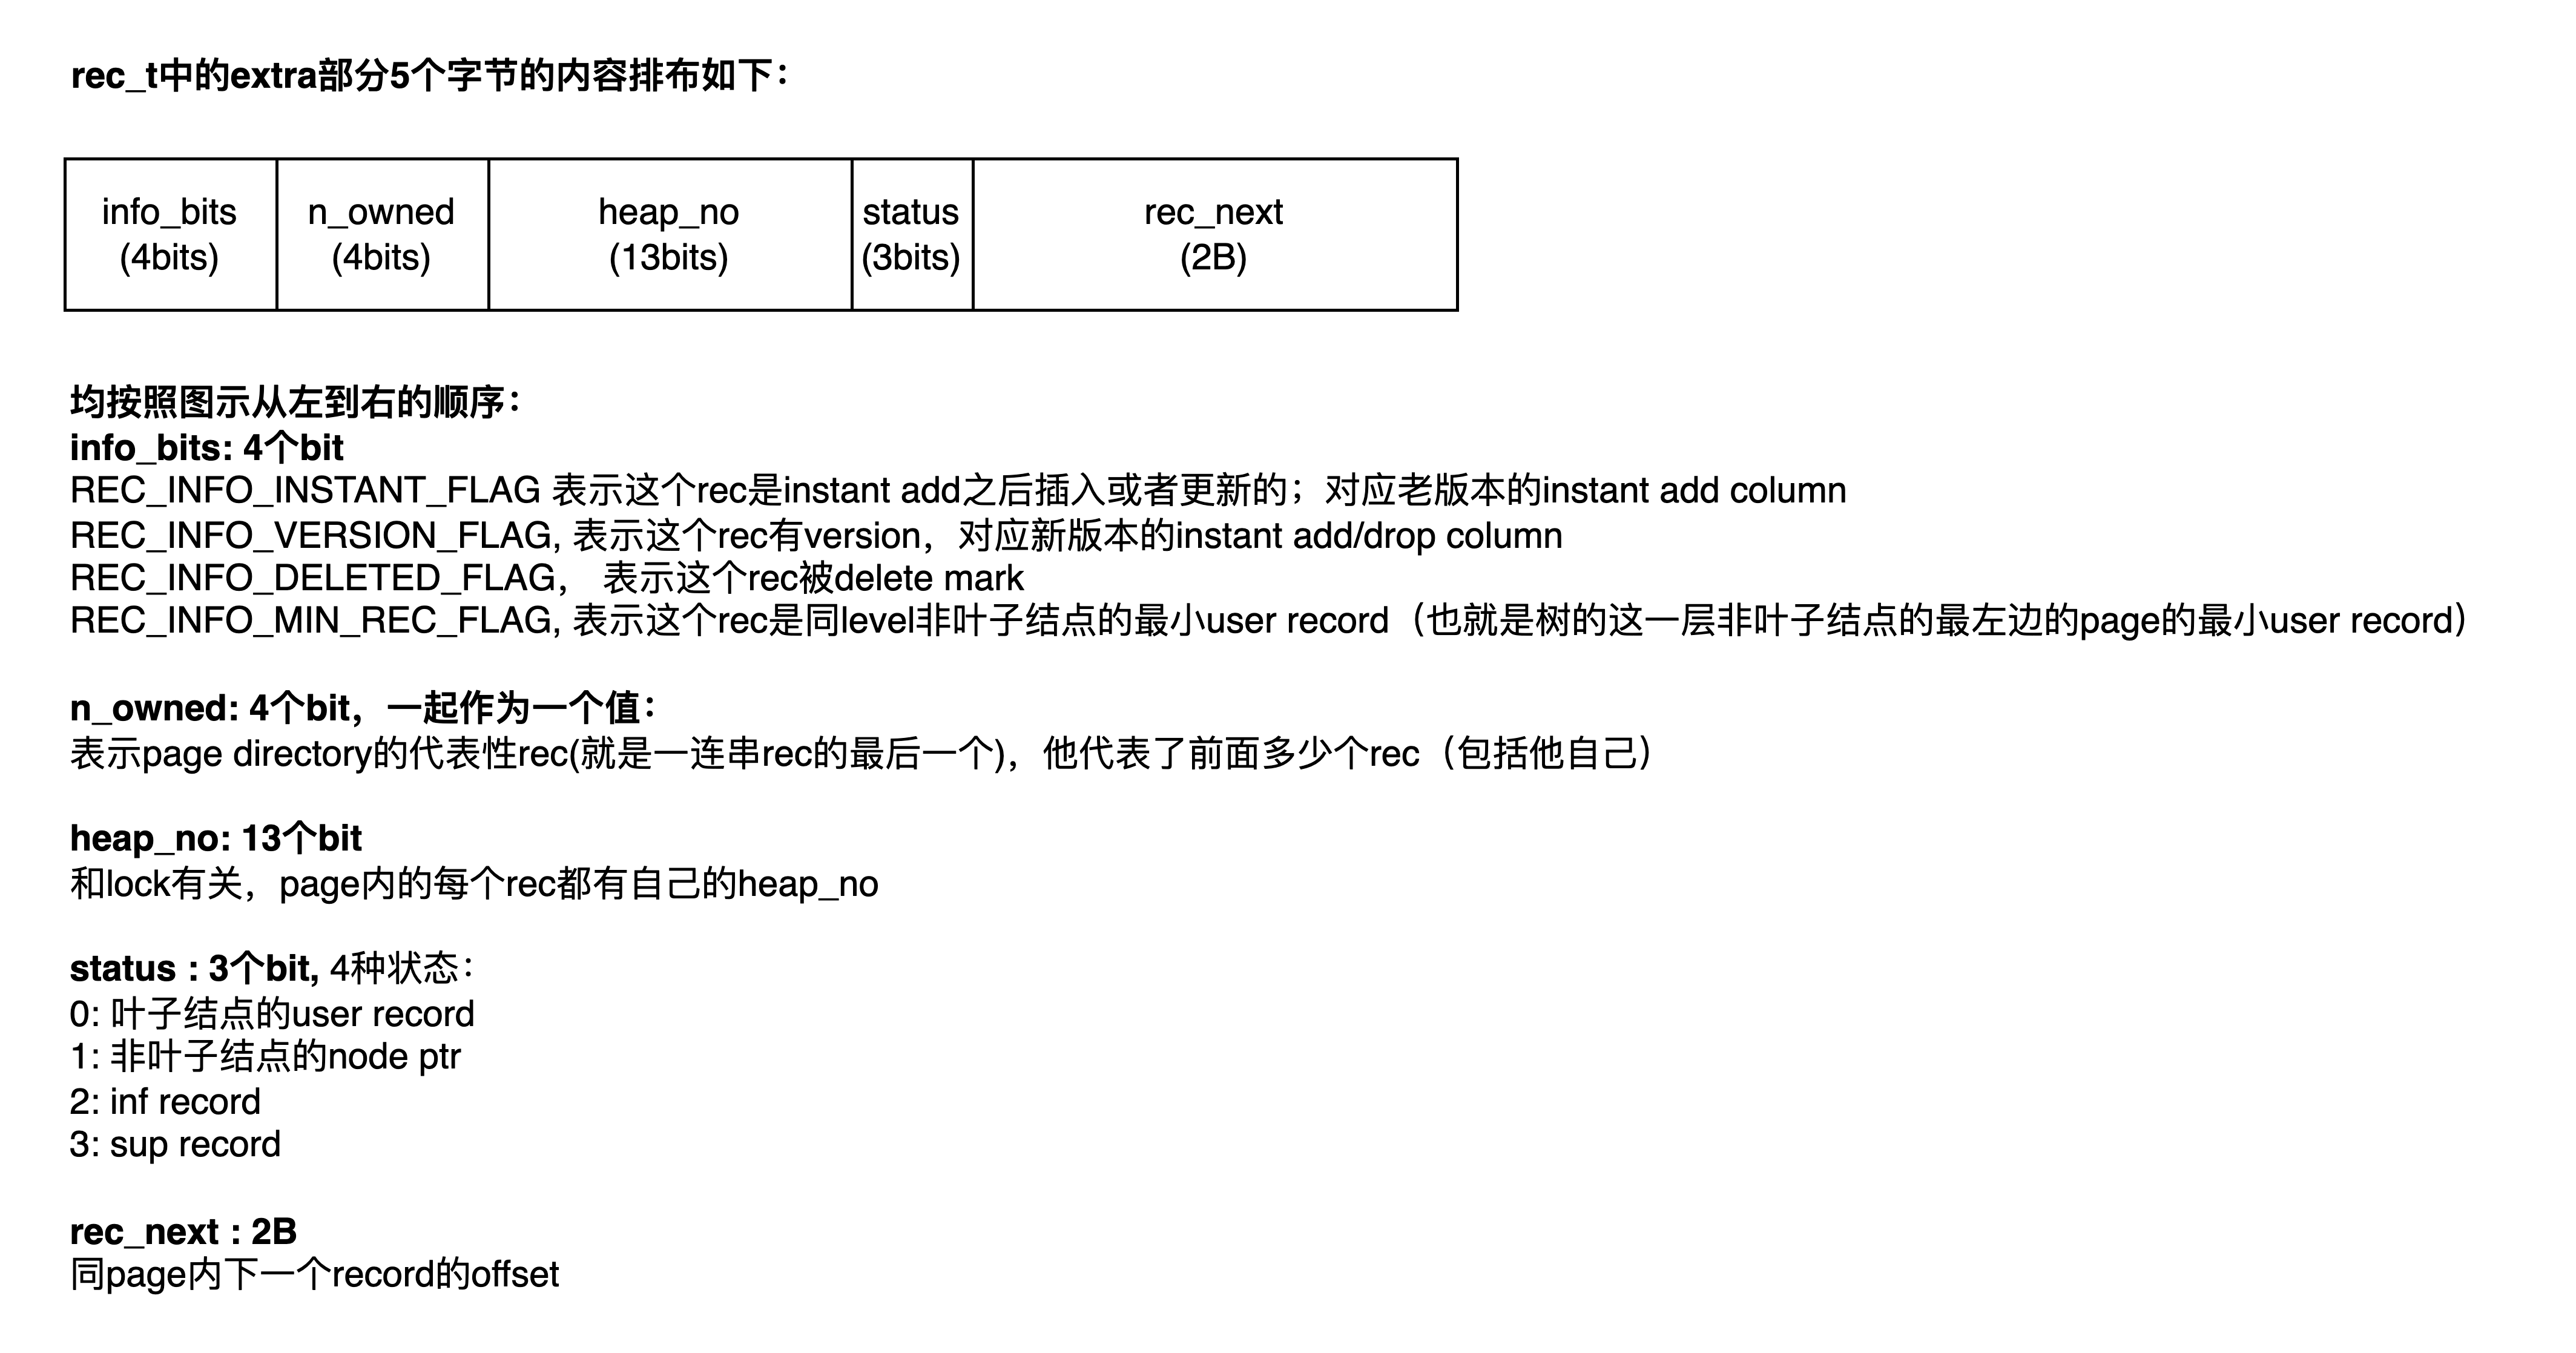 rec_t中的extra部分5个字节的内容排布如下：
info_bits
(4bits)
n_owned
(4bits)
heap_no
(13bits)
status
(3bits)
rec_next
(2B)
均按照图示从左到右的顺序：
info_bits: 4个bit
REC_INFO_INSTANT_FLAG 表示这个rec是instant add之后插入或者更新的；对应老版本的instant add column
REC_INFO_VERSION_FLAG, 表示这个rec有version，对应新版本的instant add/drop column
REC_INFO_DELETED_FLAG， 表示这个rec被delete mark
REC_INFO_MIN_REC_FLAG, 表示这个rec是同level非叶子结点的最小user record（也就是树的这一层非叶子结点的最左边的page的最小user record）
n_owned: 4个bit，一起作为一个值：
表示page directory的代表性rec(就是一连串rec的最后一个)，他代表了前面多少个rec（包括他自己）
heap_no: 13个bit
和lock有关，page内的每个rec都有自己的heap_no
status : 3个bit, 4种状态：
0: 叶子结点的user record
1: 非叶子结点的node ptr
2: inf record
3: sup record
rec_next : 2B
同page内下一个record的offset